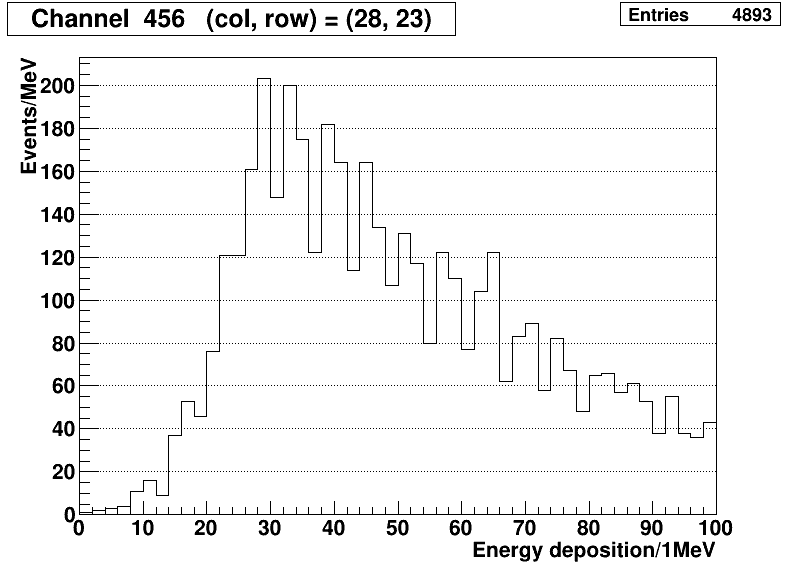 Channel  456   (col, row) = (28, 23)
Entries 4893
Events/MeV
200
180
160
140
120
100
80
60
40
20
0
0 10 20 30 40 50 60 70 80 90 100
Energy deposition/1MeV